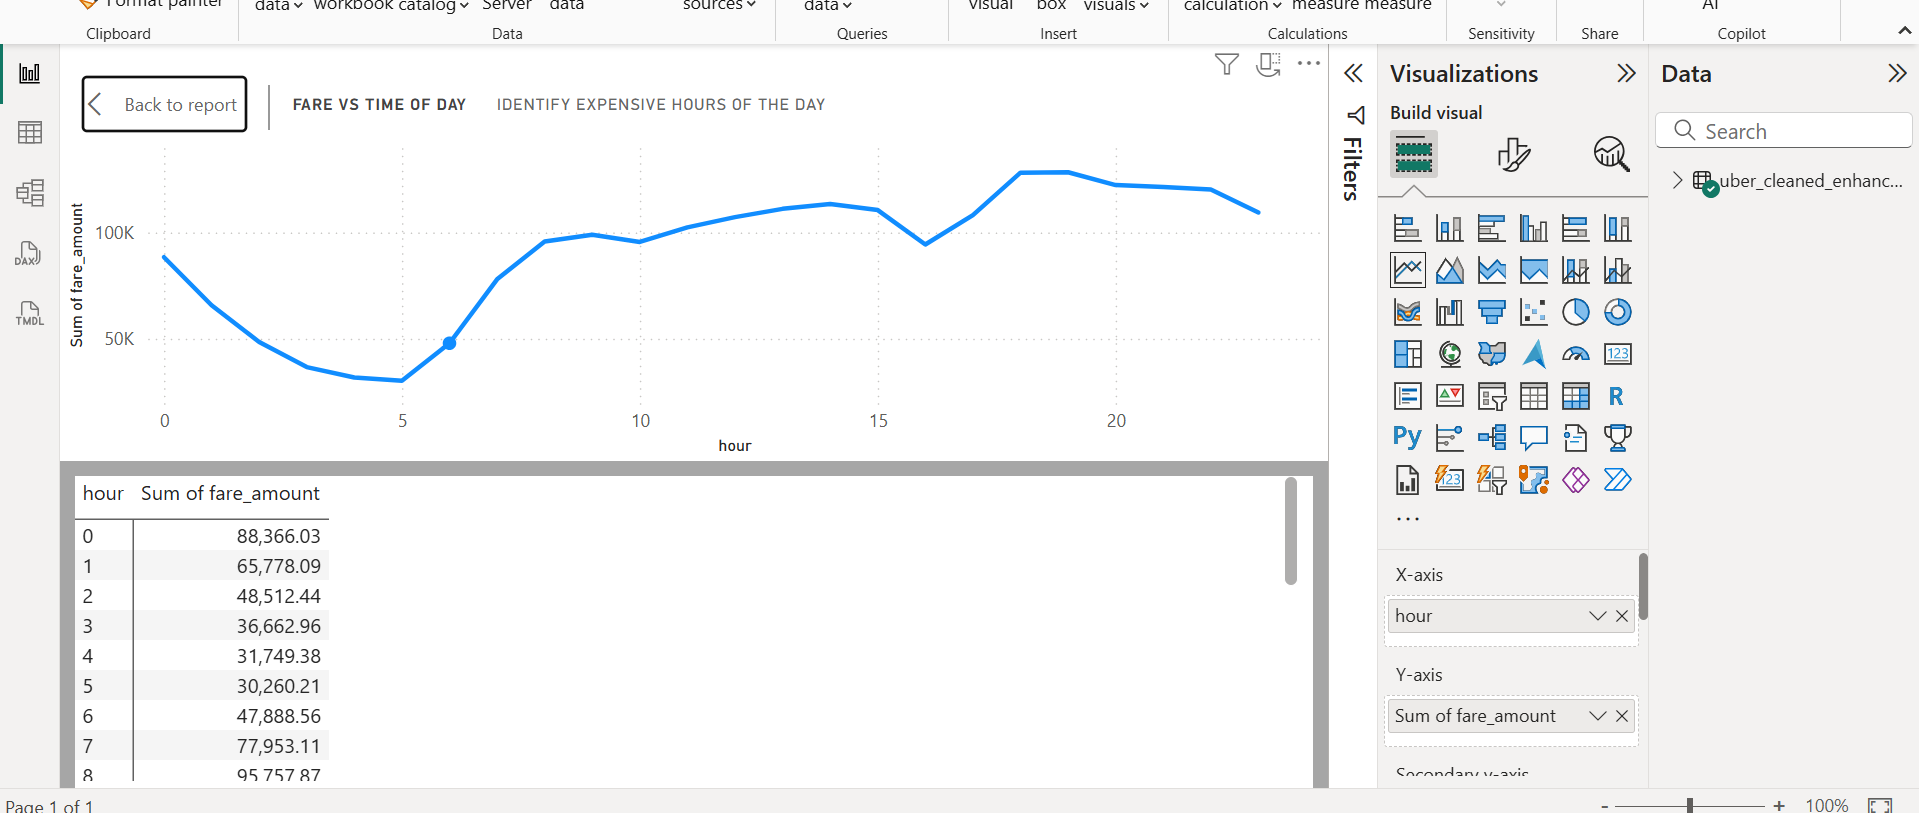 Format painter
data
workbook catalog
Server
data
sources
data
visual
box
visuals
calculation
measure measure
AI
Clipboard
Data
Queries
Insert
Calculations
Sensitivity
Share
Copilot
Back to report
FARE VS TIME OF DAY
IDENTIFY EXPENSIVE HOURS OF THE DAY
Sum of fare_amount
100K
50K
0
5
10
15
20
hour
hour Sum of fare_amount
0 88,366.03
1 65,778.09
2 48,512.44
3 36,662.96
4 31,749.38
5 30,260.21
6 47,888.56
7 77,953.11
8 95,757.87
Filters
Visualizations
Build visual
123
R
Py
123
X-axis
hour
Y-axis
Sum of fare_amount
Secondary y-axis
Data
Search
uber_cleaned_enhanc...
DAX
TMDL
Page 1 of 1
- + 100%